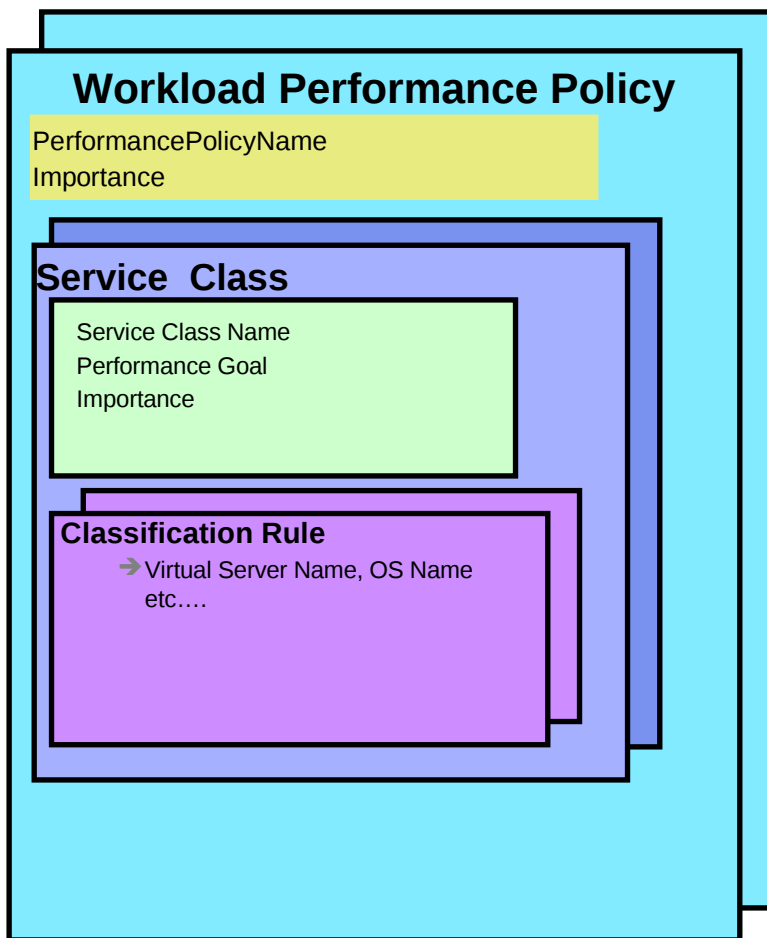 Workload Performance Policy
PerformancePolicyName
Importance
Service Class
Service Class Name
Performance Goal
Importance
Classification Rule
➔ Virtual Server Name, OS Name
etc….